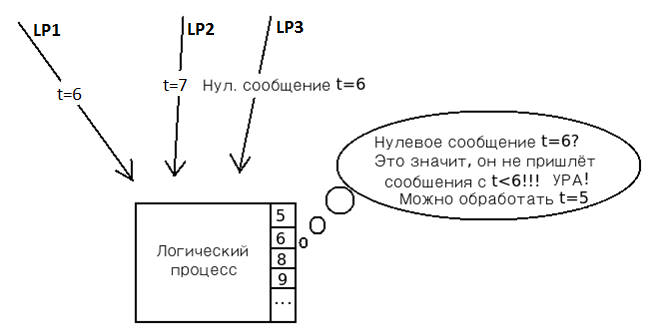 LP1
LP2
LP3
t=6
t=7
Нул. сообщение t=6
Нулевое сообщение t=6?
Это значит, он не пришлёт
сообшения с t<6!!! УРА!
Можно обработать t=5
Логический
процесс
5
6
8
9
...